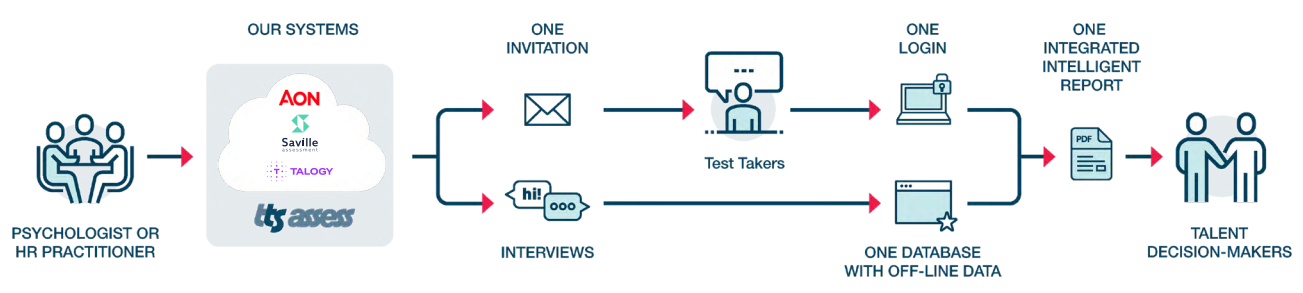 OUR SYSTEMS
ONE
INVITATION
ONE
LOGIN
ONE
INTEGRATED
INTELLIGENT
REPORT
AON
Saville
assessment
T TALOGY
tts assess
PSYCHOLOGIST OR
HR PRACTITIONER
...
Test Takers
hi!
INTERVIEWS
ONE DATABASE
WITH OFF-LINE DATA
PDF
TALENT
DECISION-MAKERS